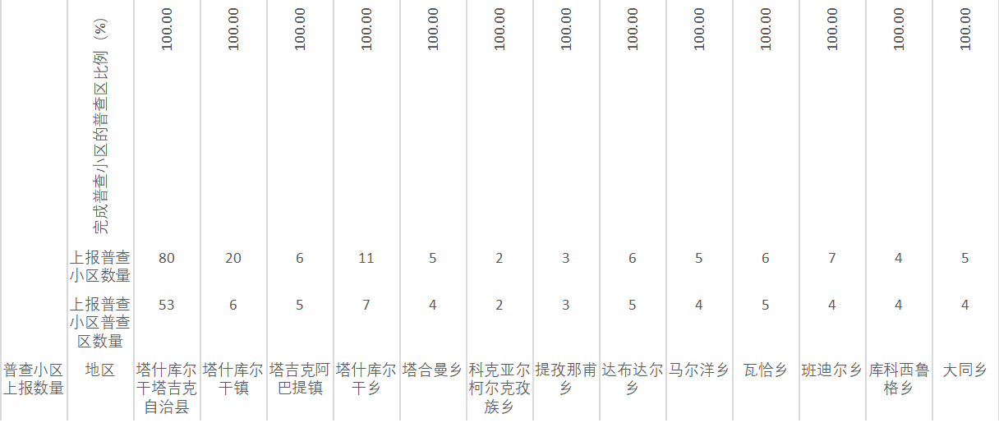 完成普查小区的普查区比例（%）
100.00
100.00
100.00
100.00
100.00
100.00
100.00
100.00
100.00
100.00
100.00
100.00
100.00
上报普查
小区数量
80
20
6
11
5
2
3
6
5
6
7
4
5
上报普查
小区普查
区数量
53
6
5
7
4
2
3
5
4
5
4
4
4
普查小区
上报数量
地区
塔什库尔
干塔吉克
自治县
塔什库尔
干镇
塔吉克阿
巴提镇
塔什库尔
干乡
塔合曼乡
科克亚尔
柯尔克孜
族乡
提孜那甫
乡
达布达尔
乡
马尔洋乡
瓦恰乡
班迪尔乡
库科西鲁
格乡
大同乡